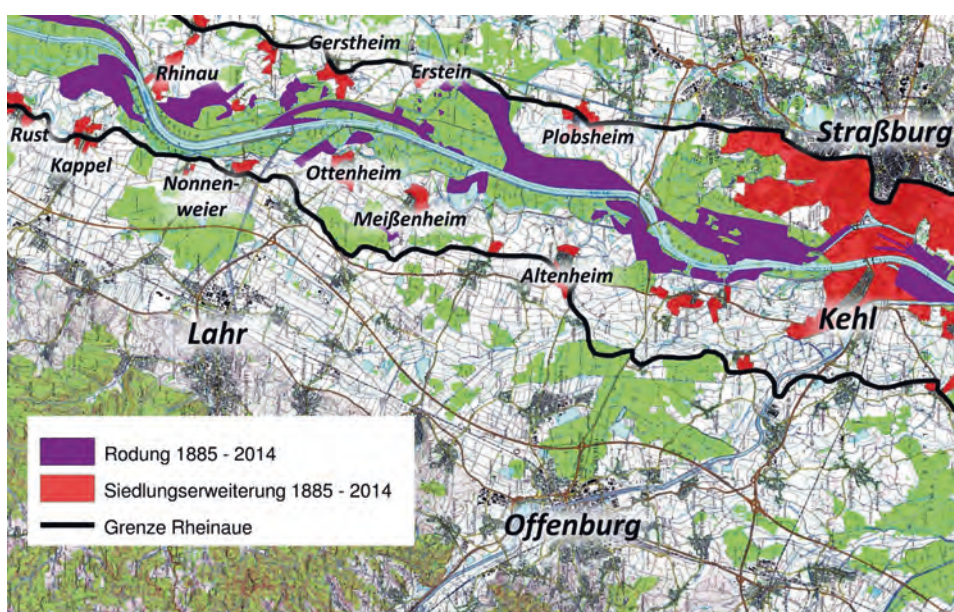 Gerstheim
Rhinau
Erstein
Plobsheim
Straßburg
Rust
Kappel
Nonnen-
weier
Ottenheim
Meißenheim
Altenheim
Kehl
Lahr
Offenburg
Rodung 1885 - 2014
Siedlungserweiterung 1885 - 2014
Grenze Rheinaue